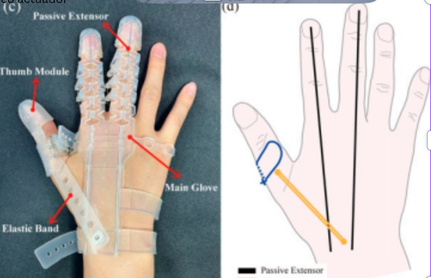 (c)
Passive Extensor
Thumb Module
Main Glove
Elastic Band
(d)
Passive Extensor